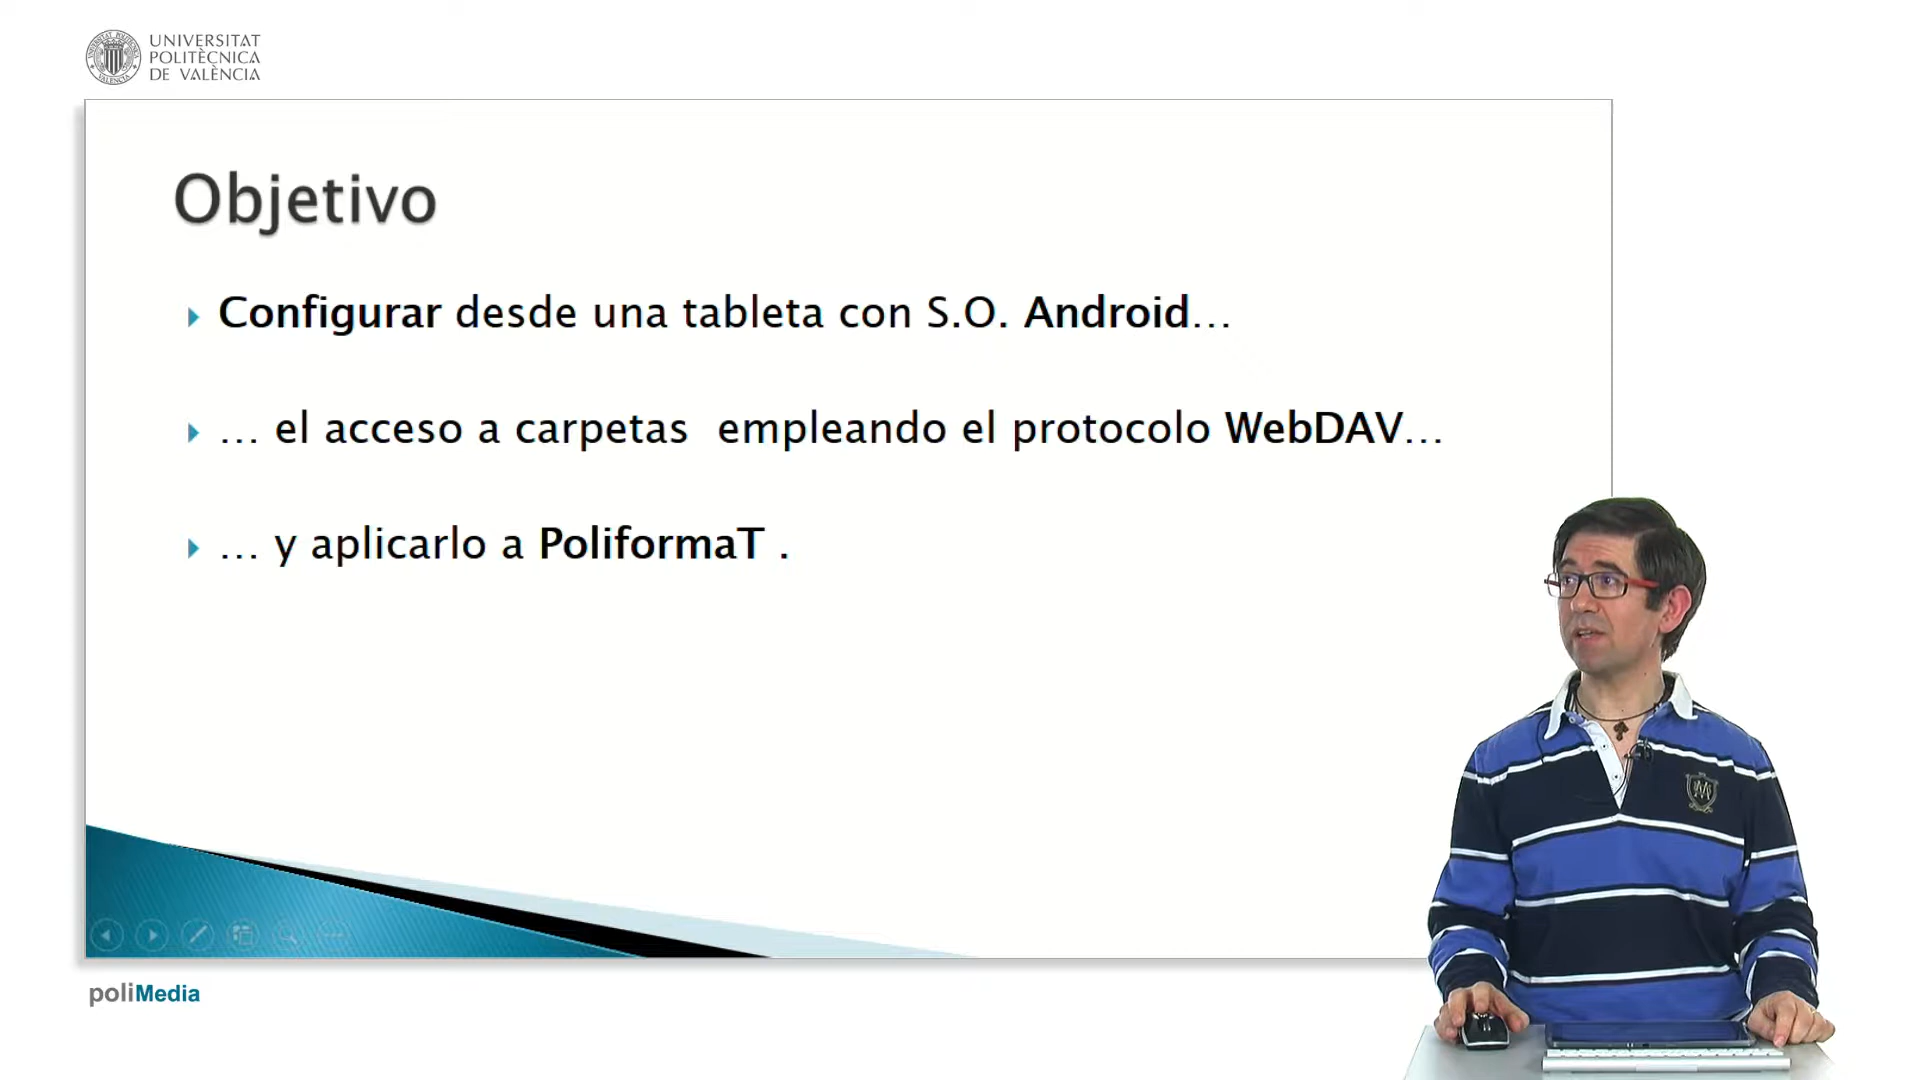 UNIVERSITAT
POLITÈCNICA
DE VALÈNCIA
Objetivo
Configurar desde una tableta con S.O. Android...
... el acceso a carpetas empleando el protocolo WebDAV...
... y aplicarlo a PoliformaT .
poliMedia